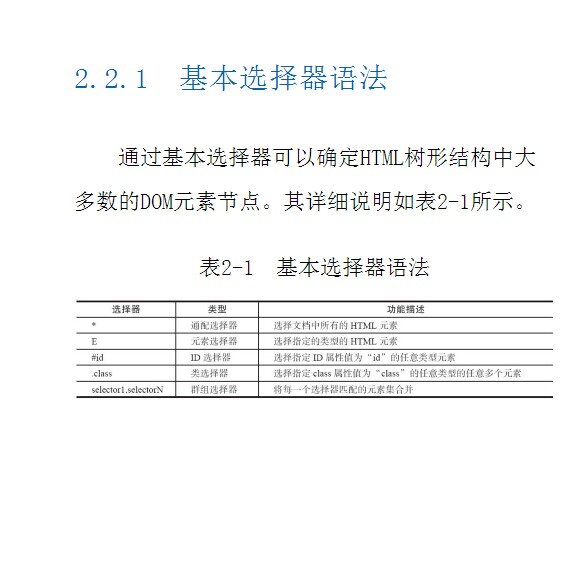 2.2.1 基本选择器语法
通过基本选择器可以确定HTML树形结构中大
多数的DOM元素节点。其详细说明如表2-1所示。
表2-1 基本选择器语法
选择器 类型 功能描述
* 通配选择器 选择文档中所有的 HTML 元素
E 元素选择器 选择指定的类型的 HTML 元素
#id ID 选择器 选择指定 ID 属性值为“id”的任意类型元素
.class 类选择器 选择指定 class 属性值为“class”的任意类型的任意多个元素
selector1,selectorN 群组选择器 将每一个选择器匹配的元素集合并